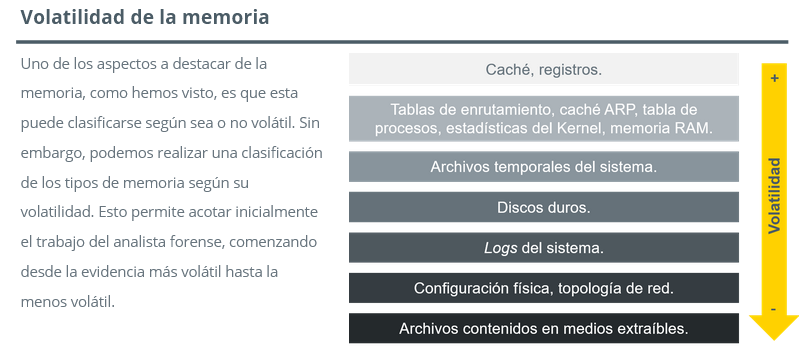 Volatilidad de la memoria
Uno de los aspectos a destacar de la
memoria, como hemos visto, es que esta
puede clasificarse según sea o no volátil. Sin
embargo, podemos realizar una clasificación
de los tipos de memoria según su
volatilidad. Esto permite acotar inicialmente
el trabajo del analista forense, comenzando
desde la evidencia más volátil hasta la
menos volátil.
Caché, registros.
Tablas de enrutamiento, caché ARP, tabla de
procesos, estadísticas del Kernel, memoria RAM.
Archivos temporales del sistema.
Discos duros.
Logs del sistema.
Configuración física, topología de red.
Archivos contenidos en medios extraíbles.
+
Volatilidad
-